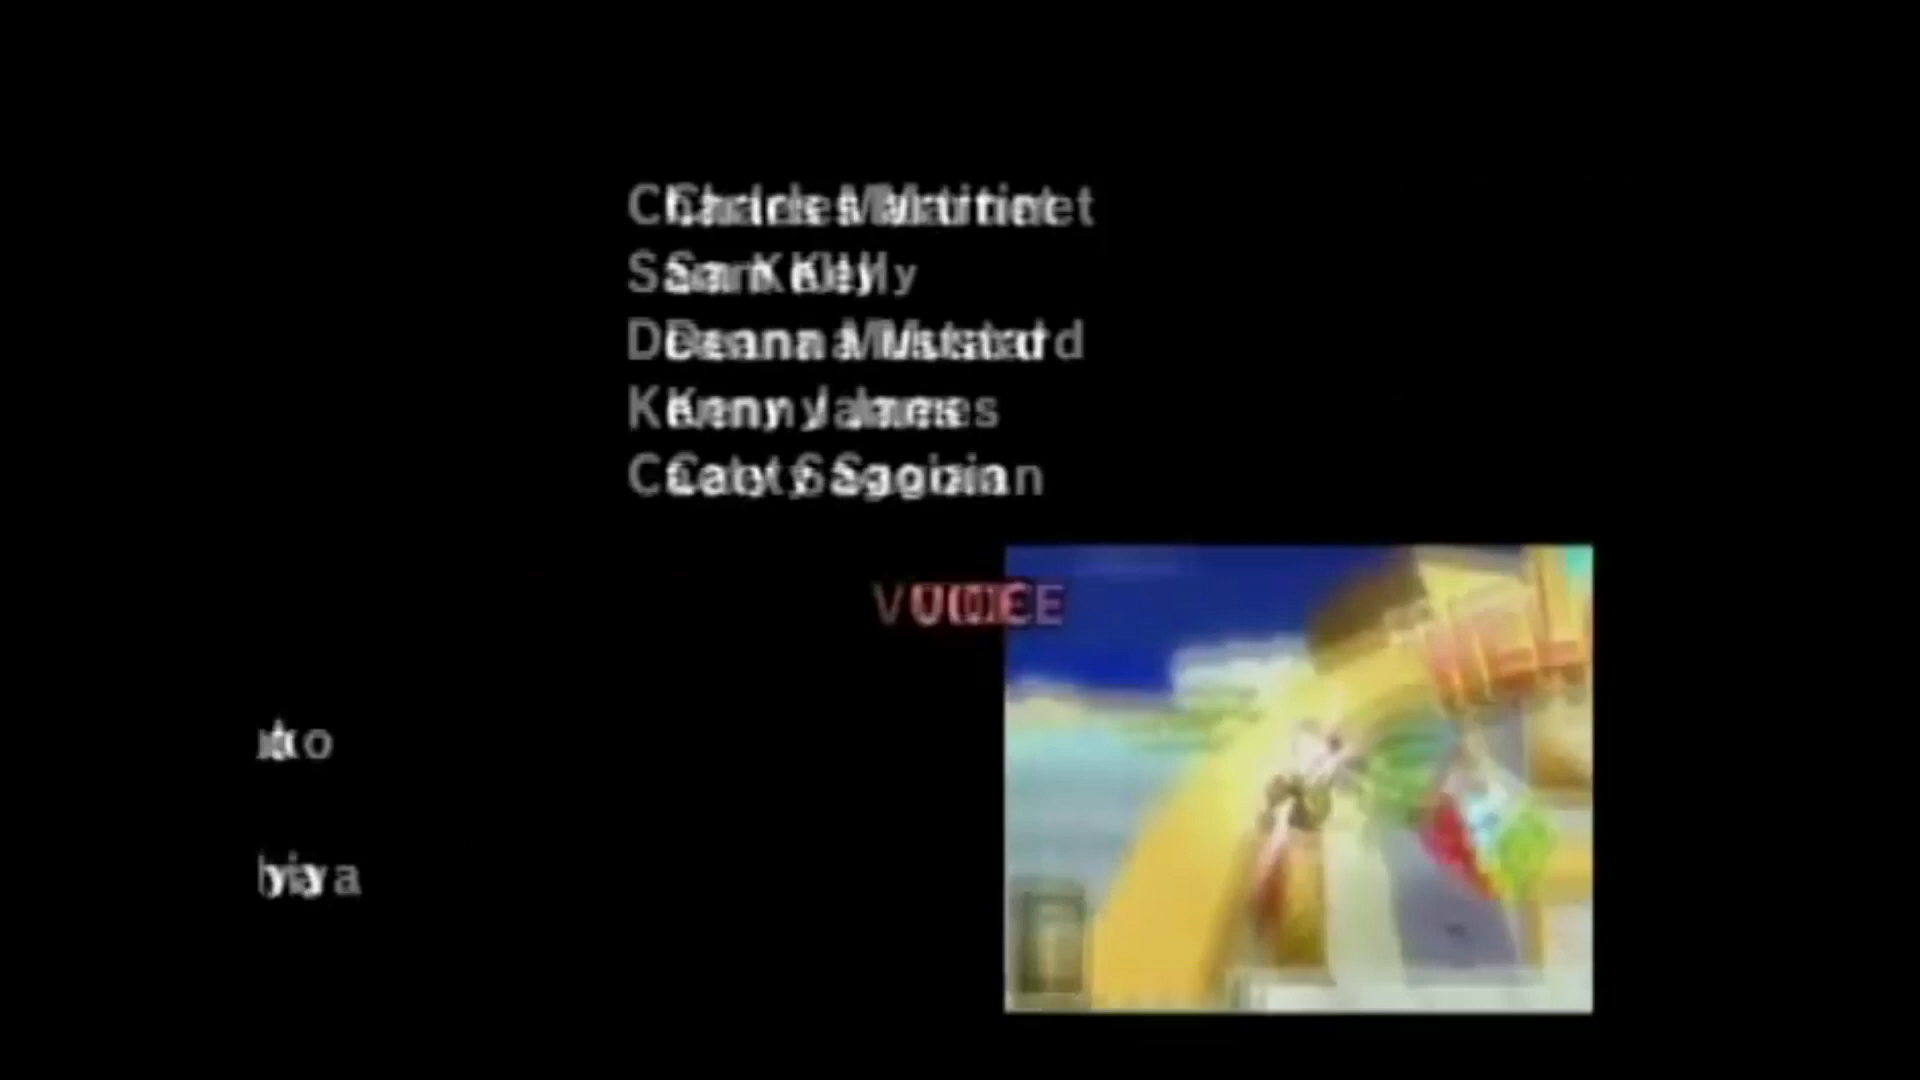 Charles Martinet
Sam Kelly
Deanna Mustard
Kenny James
Caety Sagoian
VOICE